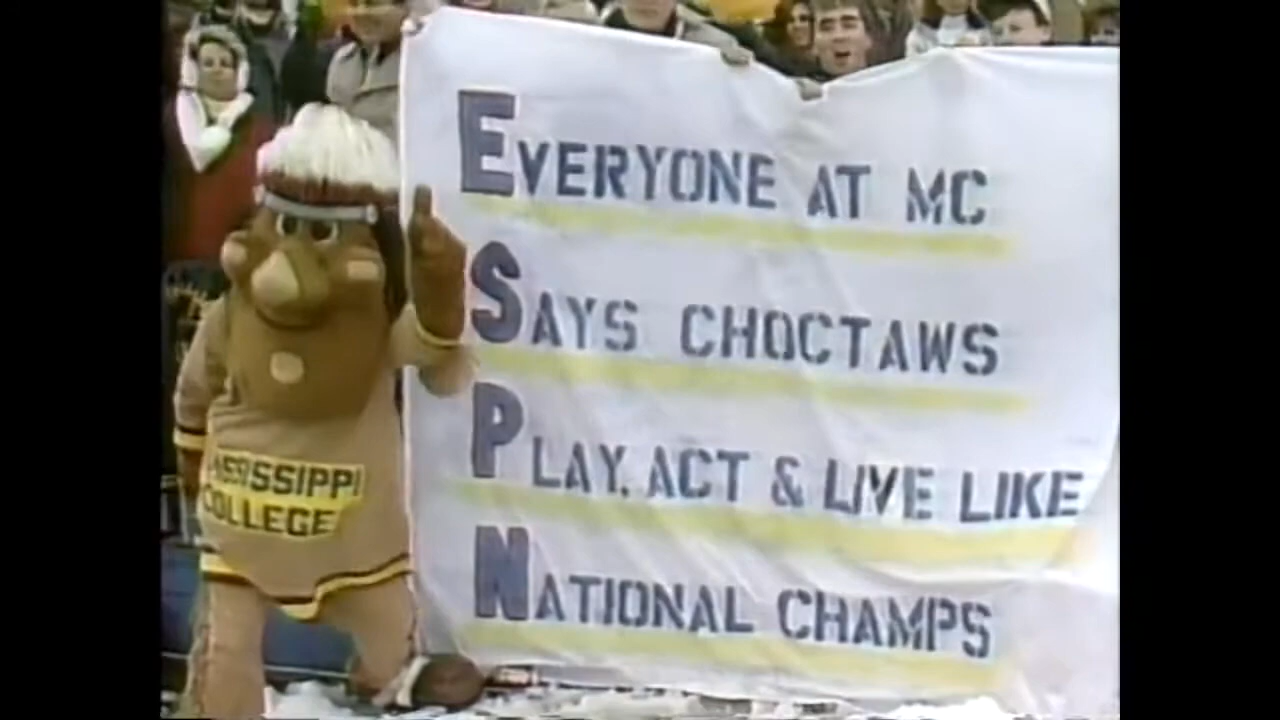 EVERYONE AT MC
SAYS CHOCTAWS
PLAY, ACT & LIVE LIKE
NATIONAL CHAMPS
MISSISSIPPI
COLLEGE